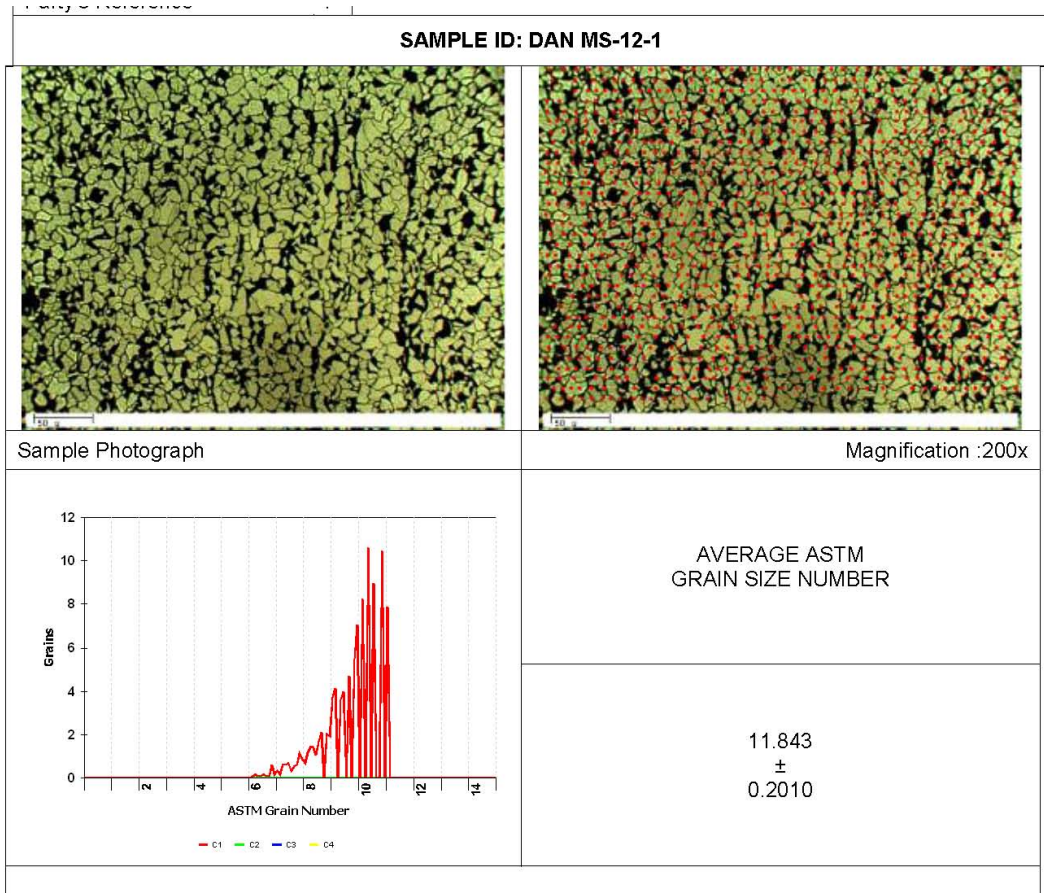 SAMPLE ID: DAN MS-12-1
50 µ
50 µ
Sample Photograph
Magnification :200x
12
10
8
6
4
2
0
Grains
2
4
6
8
10
12
14
ASTM Grain Number
C1 C2 C3 C4
AVERAGE ASTM
GRAIN SIZE NUMBER
11.843
±
0.2010